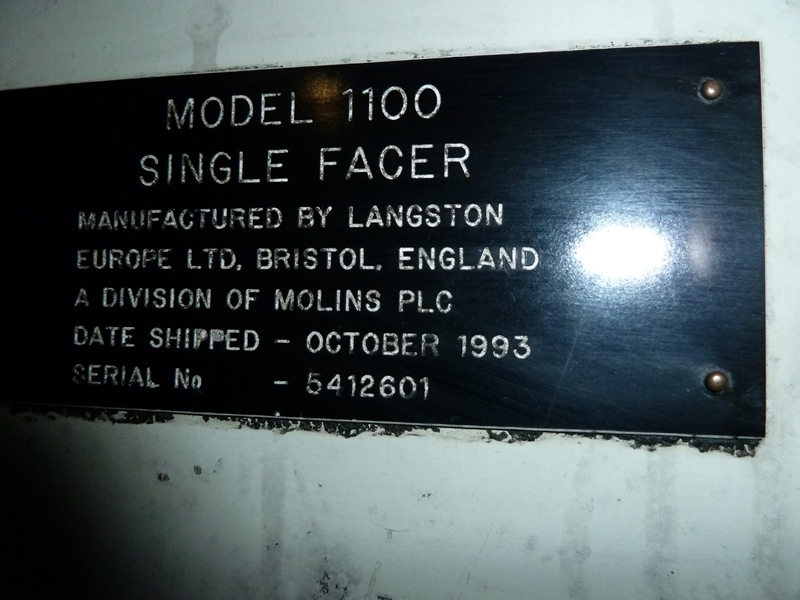 MODEL 1100
SINGLE FACER
MANUFACTURED BY LANGSTON
EUROPE LTD, BRISTOL, ENGLAND
A DIVISION OF MOLINS PLC
DATE SHIPPED - OCTOBER 1993
SERIAL No - 5412601